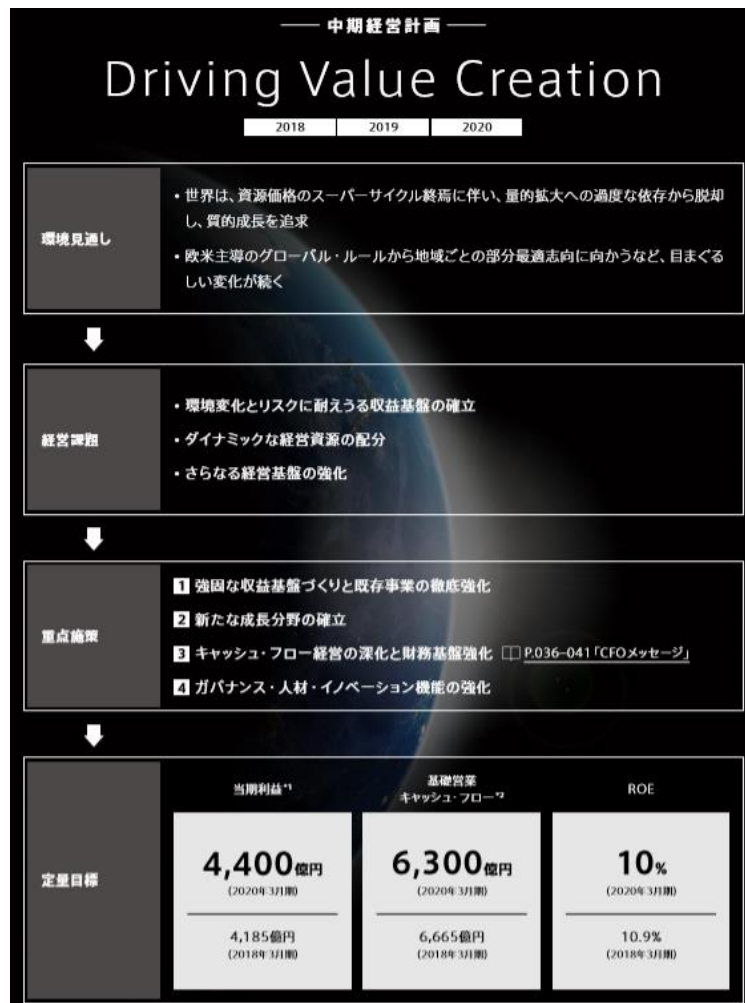 中期経営計画
Driving Value Creation
2018 2019 2020
環境見通し
• 世界は、資源価格のスーパーサイクル終焉に伴い、量的拡大への過度な依存から脱却
し、質的成長を追求
• 欧米主導のグローバル・ルールから地域ごとの部分最適志向に向かうなど、目まぐる
しい変化が続く
経営課題
• 環境変化とリスクに耐えうる収益基盤の確立
• ダイナミックな経営資源の配分
• さらなる経営基盤の強化
重点施策
1 強固な収益基盤づくりと既存事業の徹底強化
2 新たな成長分野の確立
3 キャッシュ・フロー経営の深化と財務基盤強化 P.036–041「CFOメッセージ」
4 ガバナンス・人材・イノベーション機能の強化
定量目標
当期利益*1
4,400億円
(2020年3月期)
4,185億円
(2018年3月期)
基礎営業
キャッシュ・フロー*2
6,300億円
(2020年3月期)
6,665億円
(2018年3月期)
ROE
10%
(2020年3月期)
10.9%
(2018年3月期)